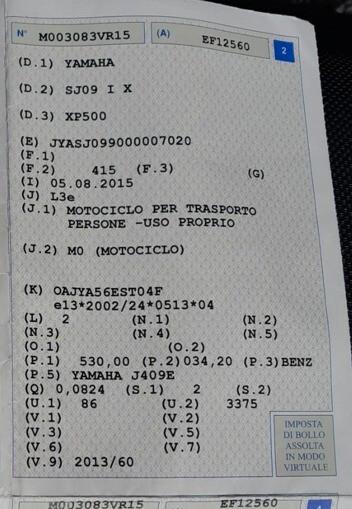 N° M003083VR15 (A) EF12560 2
(D.1) YAMAHA
(D.2) SJ09 I X
(D.3) XP500
(E) JYASJ099000007020
(F.1)
(F.2) 415 (F.3) (G)
(I) 05.08.2015
(J) L3e
(J.1) MOTOCICLO PER TRASPORTO
PERSONE -USO PROPRIO
(J.2) M0 (MOTOCICLO)
(K) OAJYA56EST04F
e13*2002/24*0513*04
(L) 2 (N.1) (N.2)
(N.3) (N.4) (N.5)
(O.1) (O.2)
(P.1) 530,00 (P.2)034,20 (P.3)BENZ
(P.5) YAMAHA J409E
(Q) 0,0824 (S.1) 2 (S.2)
(U.1) 86 (U.2) 3375
(V.1) (V.2)
(V.3) (V.5)
(V.6) (V.7)
(V.9) 2013/60
IMPOSTA
DI BOLLO
ASSOLTA
IN MODO
VIRTUALE
M003083VR15 EF12560 4